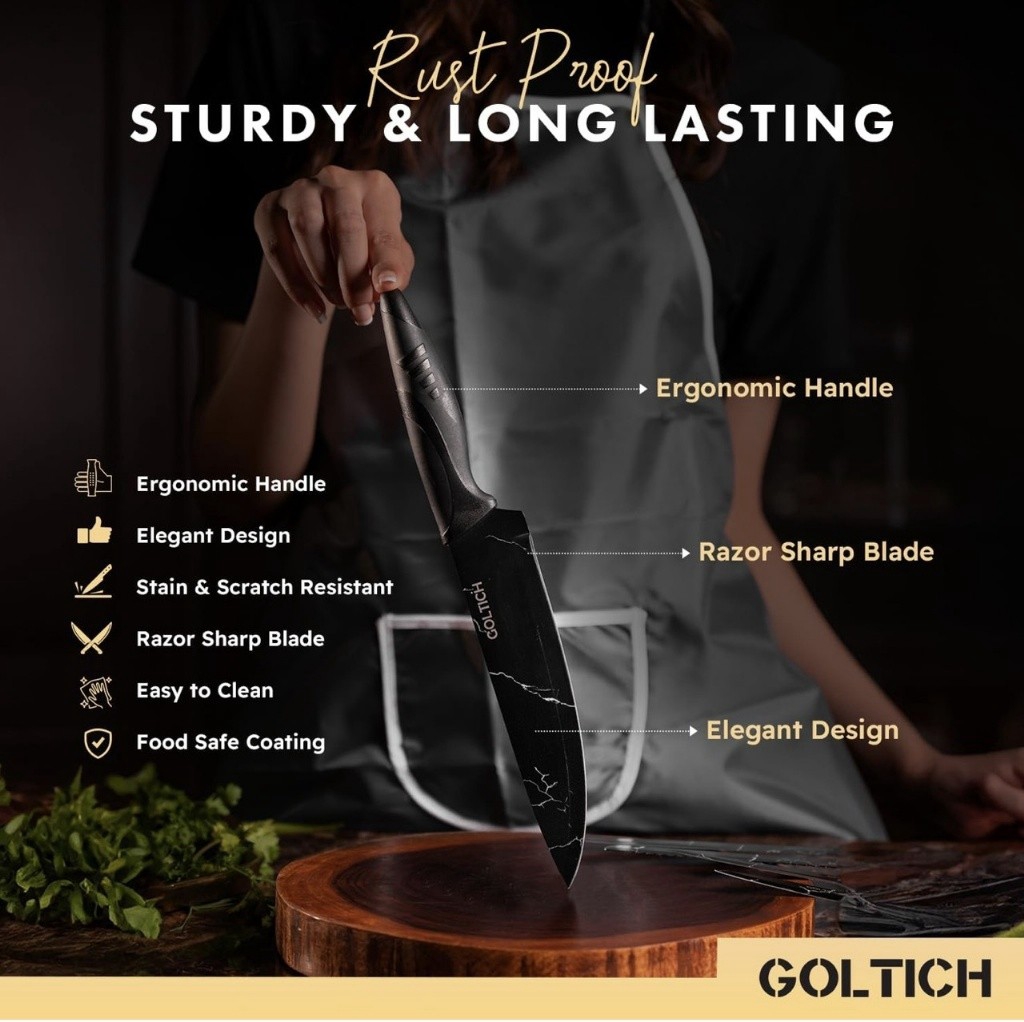 Rust Proof
STURDY & LONG LASTING
Ergonomic Handle
Ergonomic Handle
Elegant Design
Razor Sharp Blade
Stain & Scratch Resistant
GOLTICH
Razor Sharp Blade
Easy to Clean
Elegant Design
Food Safe Coating
GOLTICH